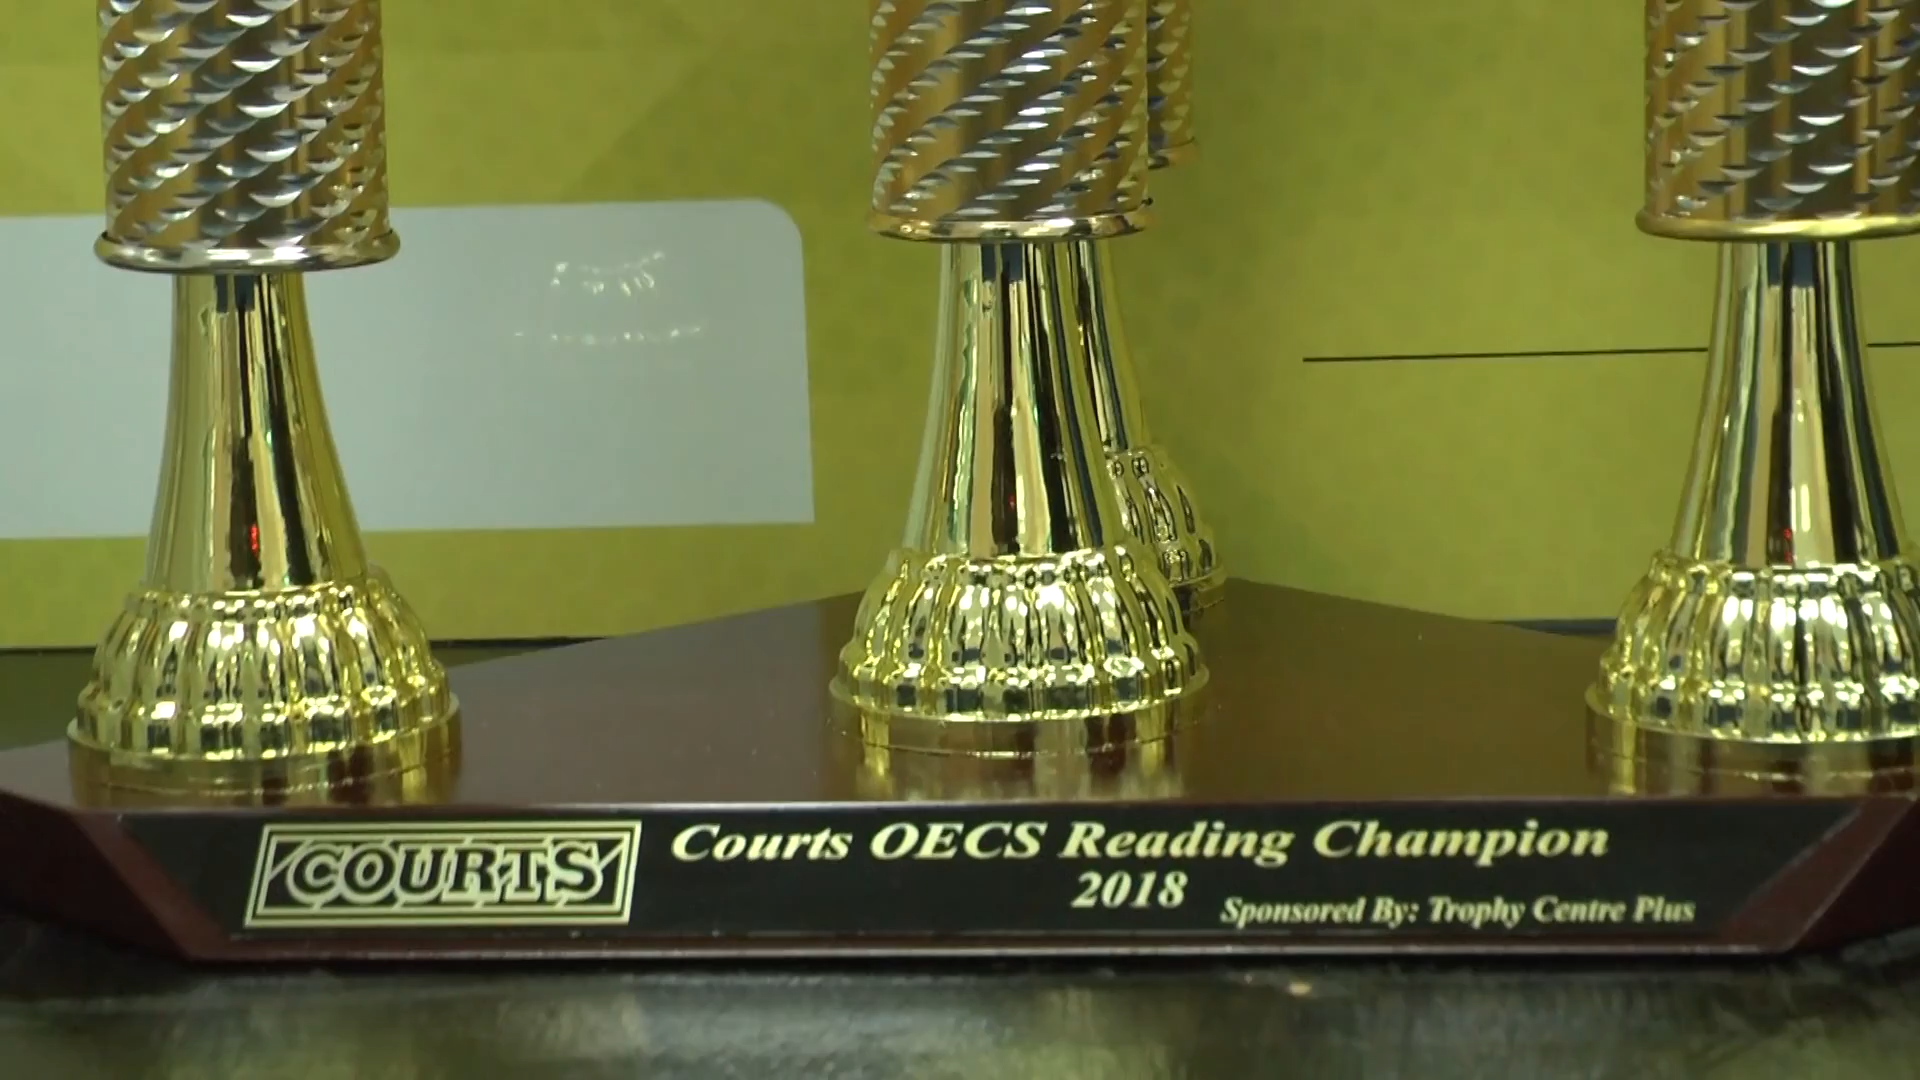 COURTS
Courts OECS Reading Champion
2018
Sponsored By: Trophy Centre Plus